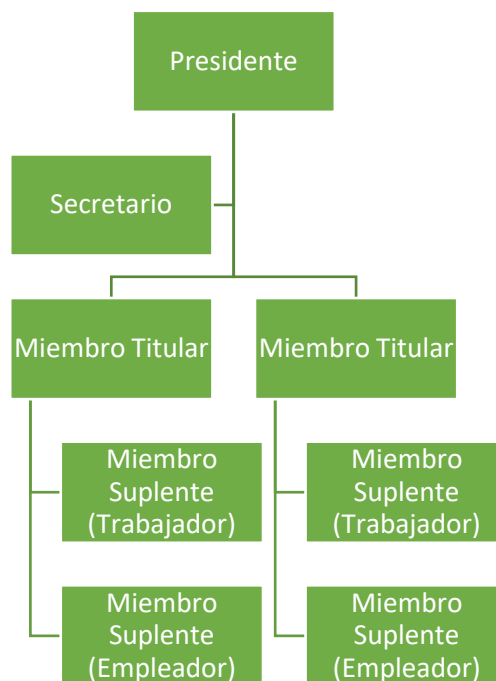 Presidente
Secretario
Miembro Titular
Miembro Titular
Miembro
Suplente
(Trabajador)
Miembro
Suplente
(Trabajador)
Miembro
Suplente
(Empleador)
Miembro
Suplente
(Empleador)